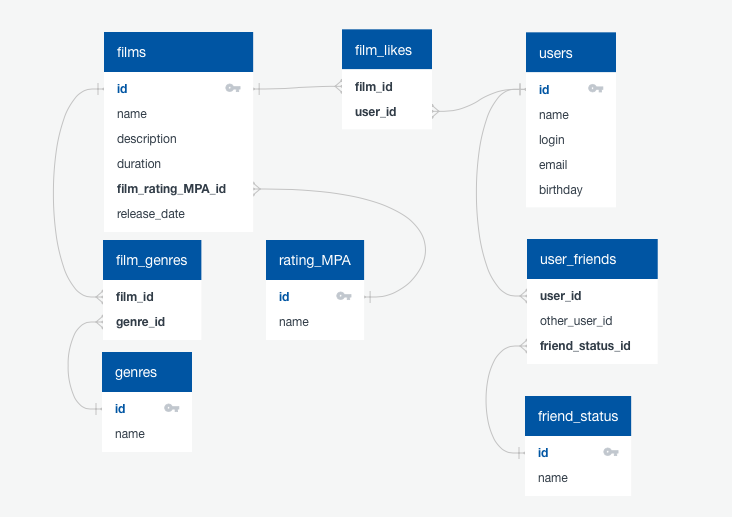 films
id
name
description
duration
film_rating_MPA_id
release_date
film_likes
film_id
user_id
users
id
name
login
email
birthday
film_genres
film_id
genre_id
rating_MPA
id
name
user_friends
user_id
other_user_id
friend_status_id
genres
id
name
friend_status
id
name